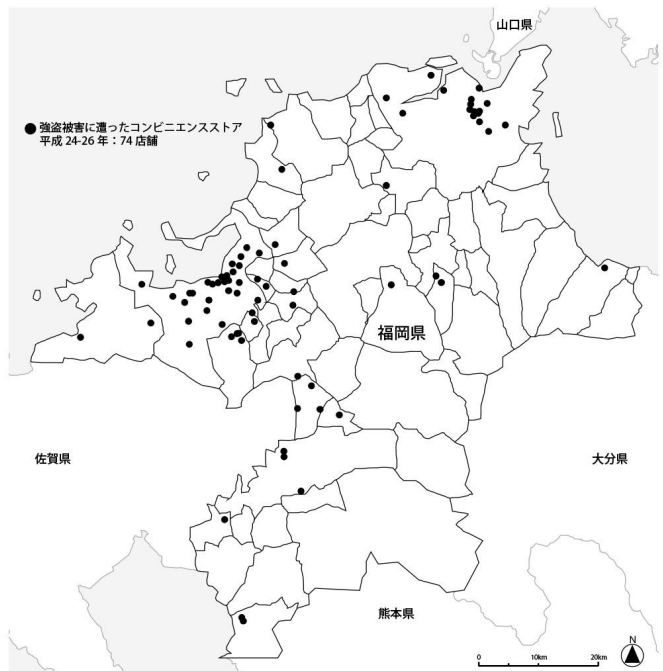 山口県
強盗被害に遭ったコンビニエンスストア
平成 24-26 年：74 店舗
福岡県
佐賀県
大分県
熊本県
N
0 10km 20km